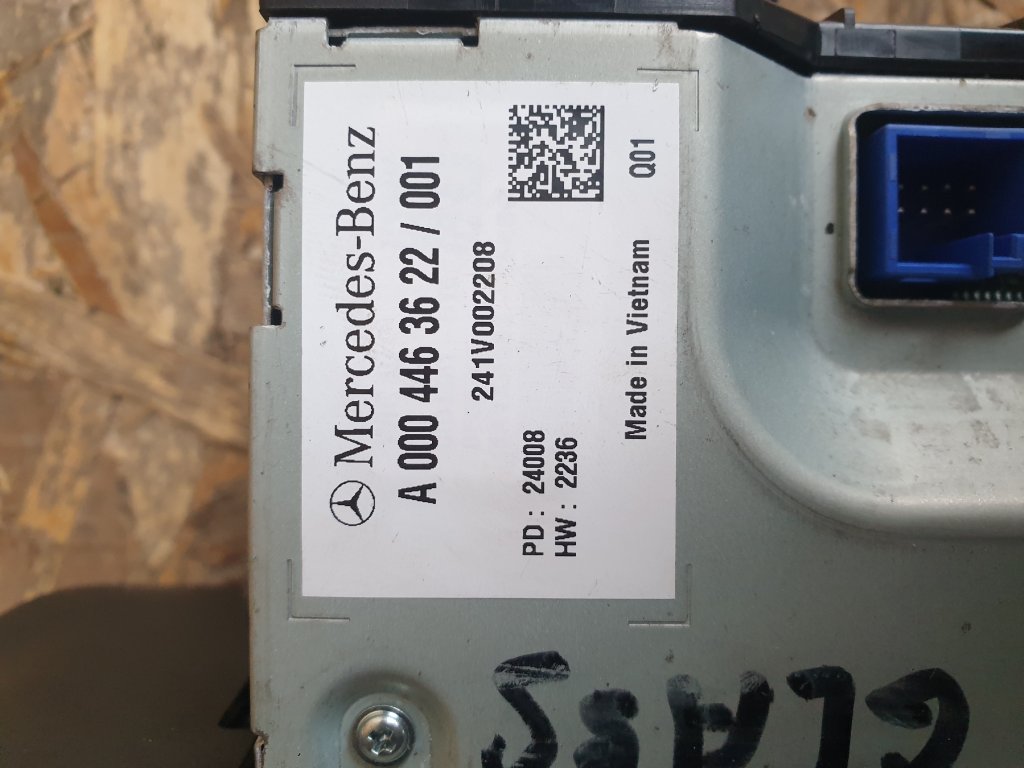 Mercedes-Benz
A 000 446 36 22 / 001
241V002208
PD : 24008
HW : 2236
Made in Vietnam Q01